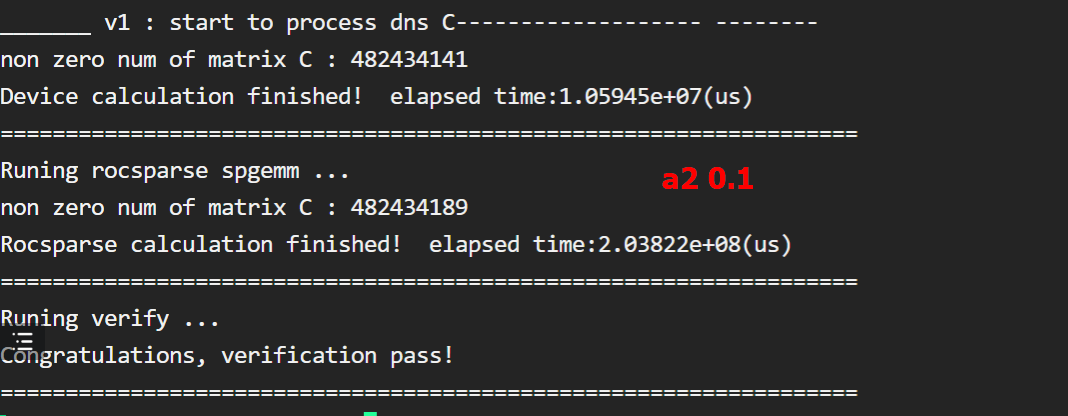 _______ v1 : start to process dns C------------------- --------
non zero num of matrix C : 482434141
Device calculation finished!  elapsed time:1.05945e+07(us)
==================================================================
Runing rocsparse spgemm ...
a2 0.1
non zero num of matrix C : 482434189
Rocsparse calculation finished!  elapsed time:2.03822e+08(us)
==================================================================
Runing verify ...
Congratulations, verification pass!
==================================================================